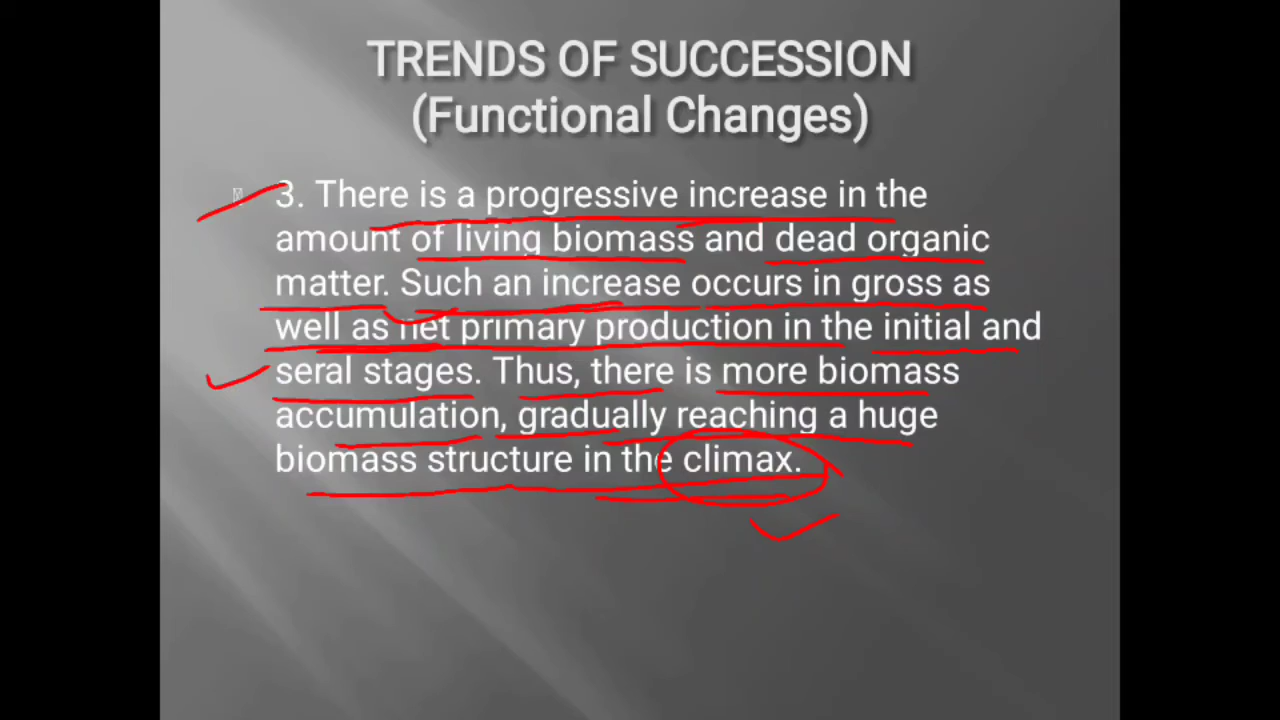 TRENDS OF SUCCESSION
(Functional Changes)
3. There is a progressive increase in the
amount of living biomass and dead organic
matter. Such an increase occurs in gross as
well as net primary production in the initial and
seral stages. Thus, there is more biomass
accumulation, gradually reaching a huge
biomass structure in the climax.